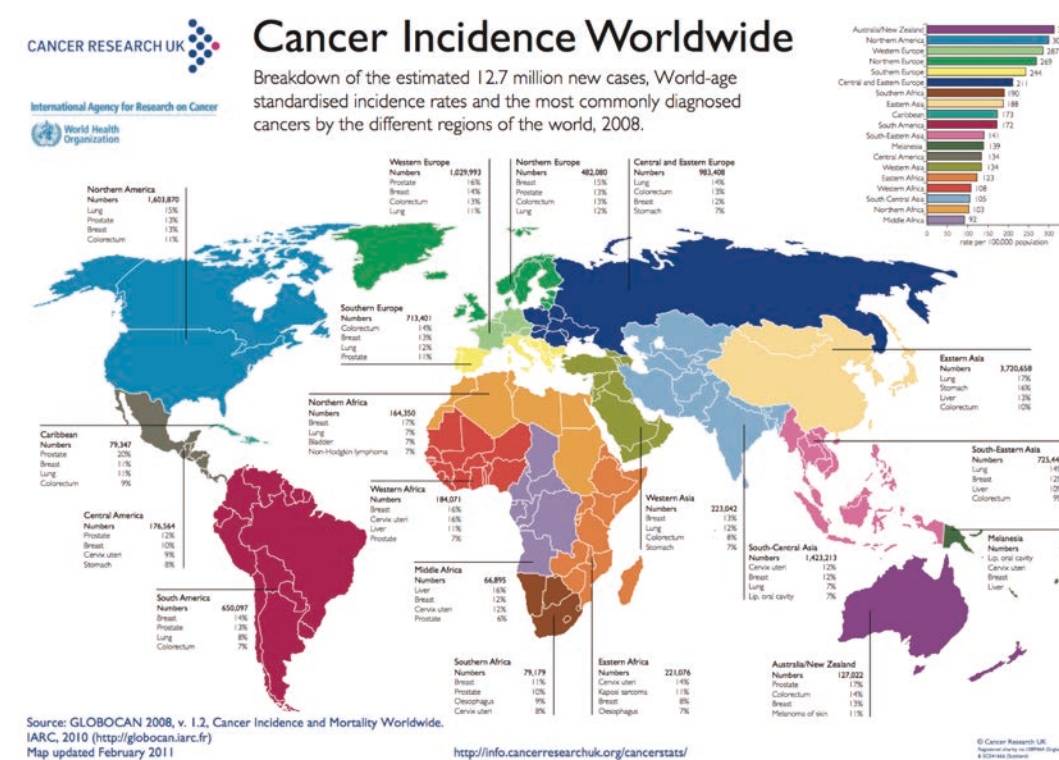 CANCER RESEARCH UK
International Agency for Research on Cancer
World Health
Organization
Cancer Incidence Worldwide
Breakdown of the estimated 12.7 million new cases, World-age
standardised incidence rates and the most commonly diagnosed
cancers by the different regions of the world, 2008.
Australia/New Zealand
Northern America
Western Europe 287
Northern Europe 269
Southern Europe 244
Central and Eastern Europe 211
Southern Africa 190
Eastern Asia 188
Caribbean 173
South America 172
South-Eastern Asia 141
Melanesia 139
Central America 134
Western Asia 134
Eastern Africa 123
Western Africa 108
South Central Asia 105
Northern Africa 103
Middle Africa 92
0 50 100 150 200 250 300
rate per 100,000 population
Northern America
Numbers 1,603,870
Lung 15%
Prostate 13%
Breast 13%
Colorectum 11%
Western Europe
Numbers 1,029,993
Prostate 16%
Breast 14%
Colorectum 13%
Lung 11%
Northern Europe
Numbers 482,080
Breast 15%
Prostate 13%
Colorectum 13%
Lung 12%
Central and Eastern Europe
Numbers 983,408
Lung 14%
Colorectum 13%
Breast 12%
Stomach 7%
Southern Europe
Numbers 713,401
Colorectum 14%
Breast 13%
Lung 12%
Prostate 11%
Eastern Asia
Numbers 3,720,658
Lung 17%
Stomach 16%
Liver 13%
Colorectum 10%
Northern Africa
Numbers 164,350
Breast 17%
Lung 7%
Bladder 7%
Non-Hodgkin lymphoma 7%
Caribbean
Numbers 79,347
Prostate 20%
Breast 11%
Lung 11%
Colorectum 9%
South-Eastern Asia
Numbers
Lung
Breast
Liver
Colorectum
Western Africa
Numbers 184,071
Breast 16%
Cervix uteri 16%
Liver 11%
Prostate 7%
Western Asia
Numbers 223,042
Breast 13%
Lung 12%
Colorectum 8%
Stomach 7%
Central America
Numbers 176,564
Prostate 12%
Breast 10%
Cervix uteri 9%
Stomach 8%
South-Central Asia
Numbers 1,423,213
Cervix uteri 12%
Breast 12%
Lung 7%
Lip, oral cavity 7%
Melanesia
Numbers
Lip, oral cavity
Cervix uteri
Breast
Liver
Middle Africa
Numbers 66,895
Liver 16%
Breast 12%
Cervix uteri 12%
Prostate 6%
South America
Numbers 650,097
Breast 14%
Prostate 13%
Lung 8%
Colorectum 7%
Southern Africa
Numbers 79,179
Breast 11%
Prostate 10%
Oesophagus 9%
Cervix uteri 8%
Eastern Africa
Numbers 221,076
Cervix uteri 14%
Kaposi sarcoma 11%
Breast 8%
Oesophagus 7%
Australia/New Zealand
Numbers 127,022
Prostate 17%
Colorectum 14%
Breast 13%
Melanoma of skin 11%
Source: GLOBOCAN 2008, v. 1.2, Cancer Incidence and Mortality Worldwide.
IARC, 2010 (http://globocan.iarc.fr)
Map updated February 2011
http://info.cancerresearchuk.org/cancerstats/
© Cancer Research UK